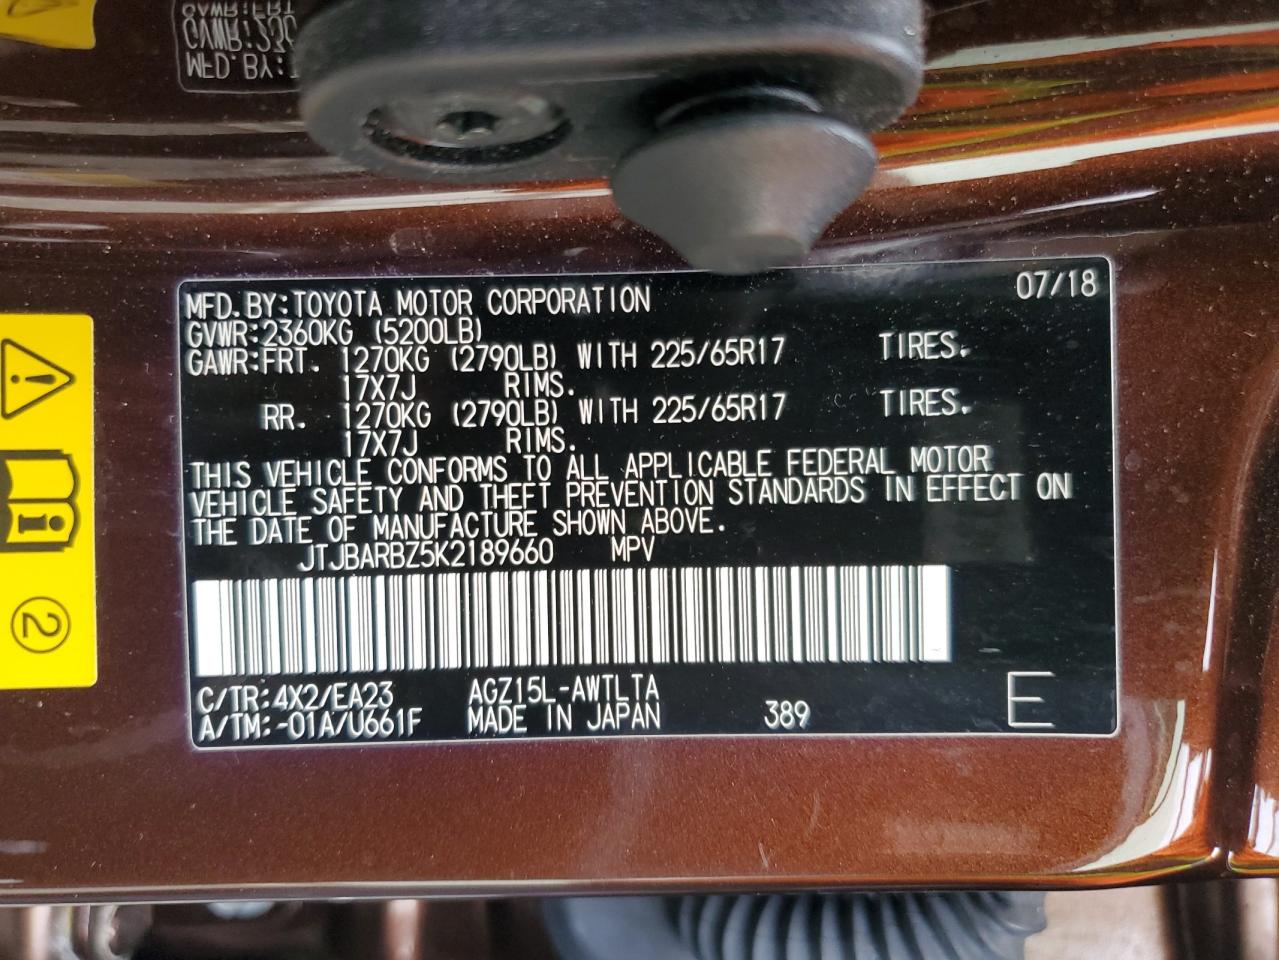 07/18
MFD.BY:TOYOTA MOTOR CORPORATION
GVWR:2360KG (5200LB)
GAWR:FRT. 1270KG (2790LB) WITH 225/65R17 TIRES.
17X7J RIMS.
RR. 1270KG (2790LB) WITH 225/65R17 TIRES.
17X7J RIMS.
THIS VEHICLE CONFORMS TO ALL APPLICABLE FEDERAL MOTOR
VEHICLE SAFETY AND THEFT PREVENTION STANDARDS IN EFFECT ON
THE DATE OF MANUFACTURE SHOWN ABOVE.
JTJBARBZ5K2189660 MPV
C/TR:4X2/EA23 AGZ15L-AWTLTA
A/TM:-01A/U661F MADE IN JAPAN 389 E
2